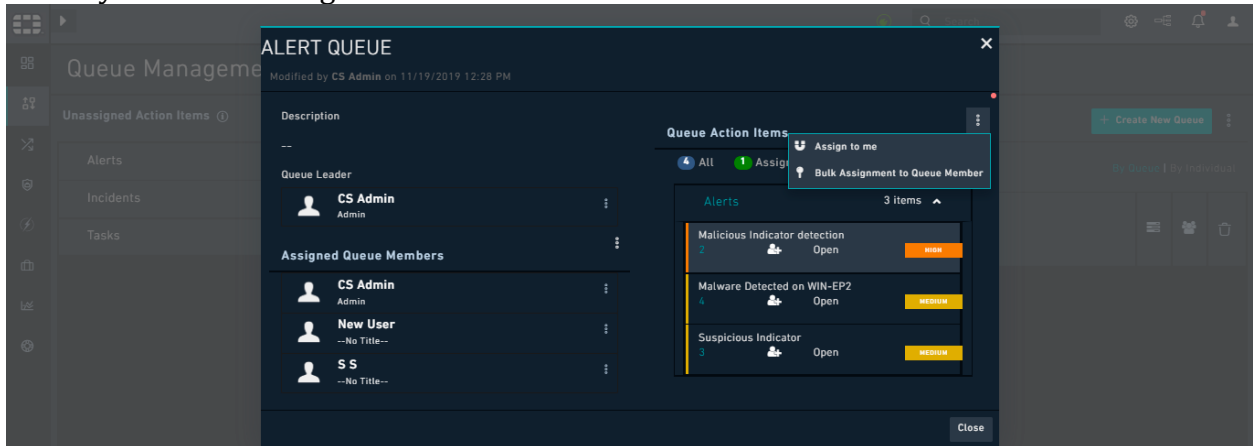 Search
Queue Manageme
Unassigned Action Items
Alerts
Incidents
Tasks
+ Create New Queue
By Queue | By Individual
ALERT QUEUE
×
Modified by CS Admin on 11/19/2019 12:28 PM
Description
--
Queue Leader
CS Admin
Admin
Assigned Queue Members
CS Admin
Admin
New User
--No Title--
S S
--No Title--
Queue Action Items
Assign to me
Bulk Assignment to Queue Member
4 All 1 Assig
Alerts 3 items
Malicious Indicator detection
2 Open HIGH
Malware Detected on WIN-EP2
4 Open MEDIUM
Suspicious Indicator
3 Open MEDIUM
Close